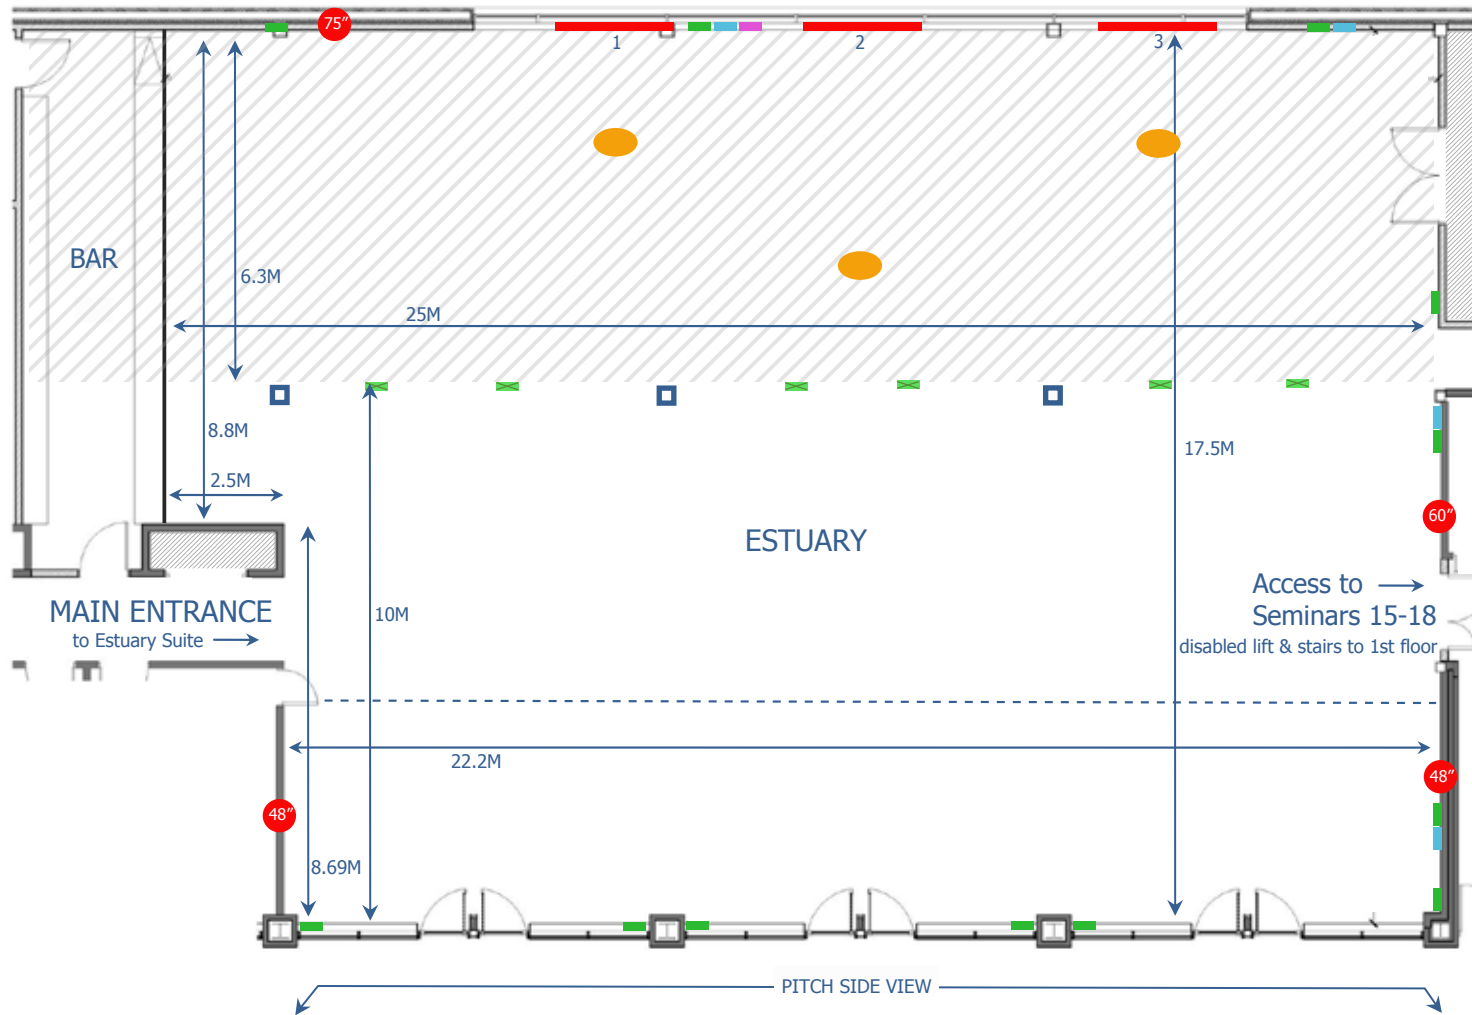 75”
1
2
3
BAR
6.3M
25M
8.8M
17.5M
2.5M
60”
ESTUARY
MAIN ENTRANCE
to Estuary Suite
10M
Access to
Seminars 15-18
disabled lift & stairs to 1st floor
22.2M
48”
48”
8.69M
PITCH SIDE VIEW